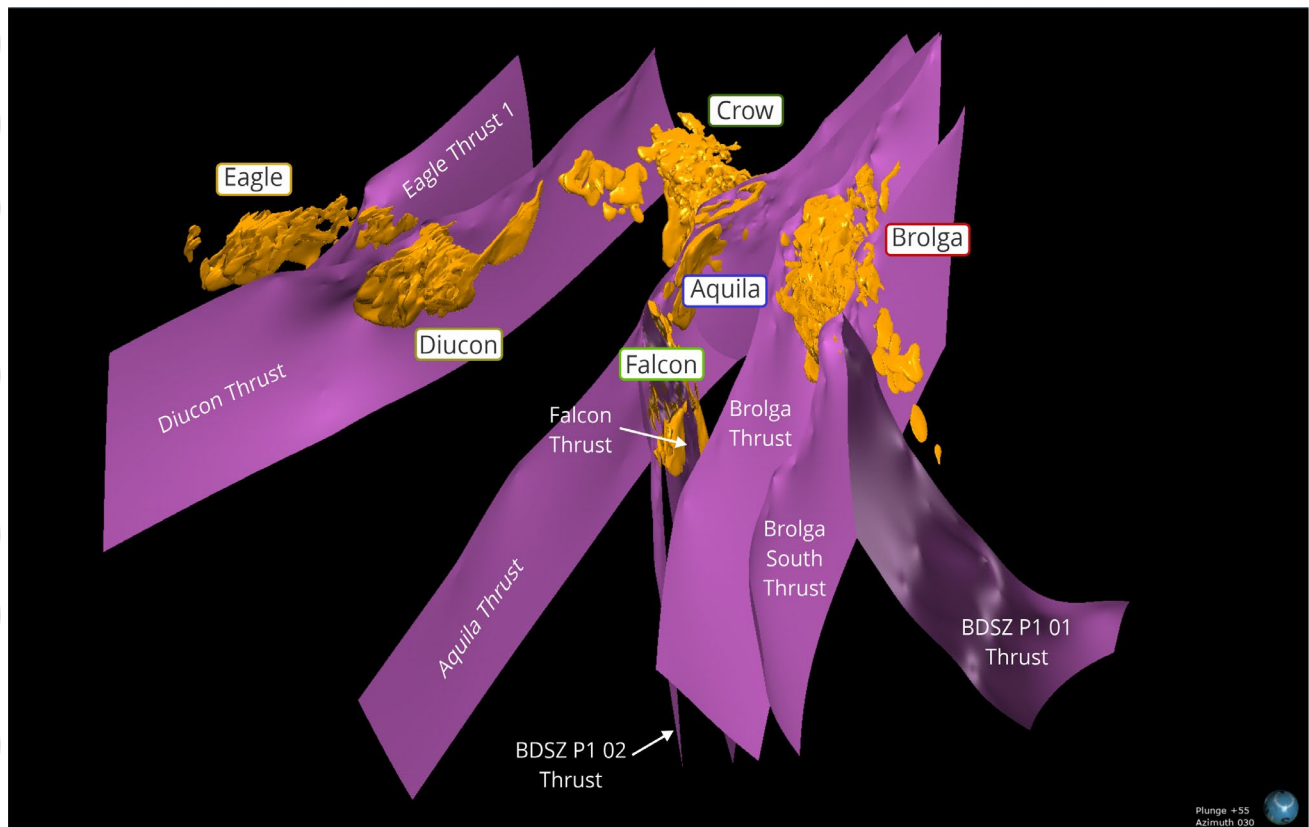 Crow
Eagle Thrust 1
Eagle
Brolga
Aquila
Diucon
Falcon
Diucon Thrust
Falcon
Thrust
Brolga
Thrust
Brolga
South
Thrust
Aquila Thrust
BDSZ P1 01
Thrust
BDSZ P1 02
Thrust
Plunge +55
Azimuth 030